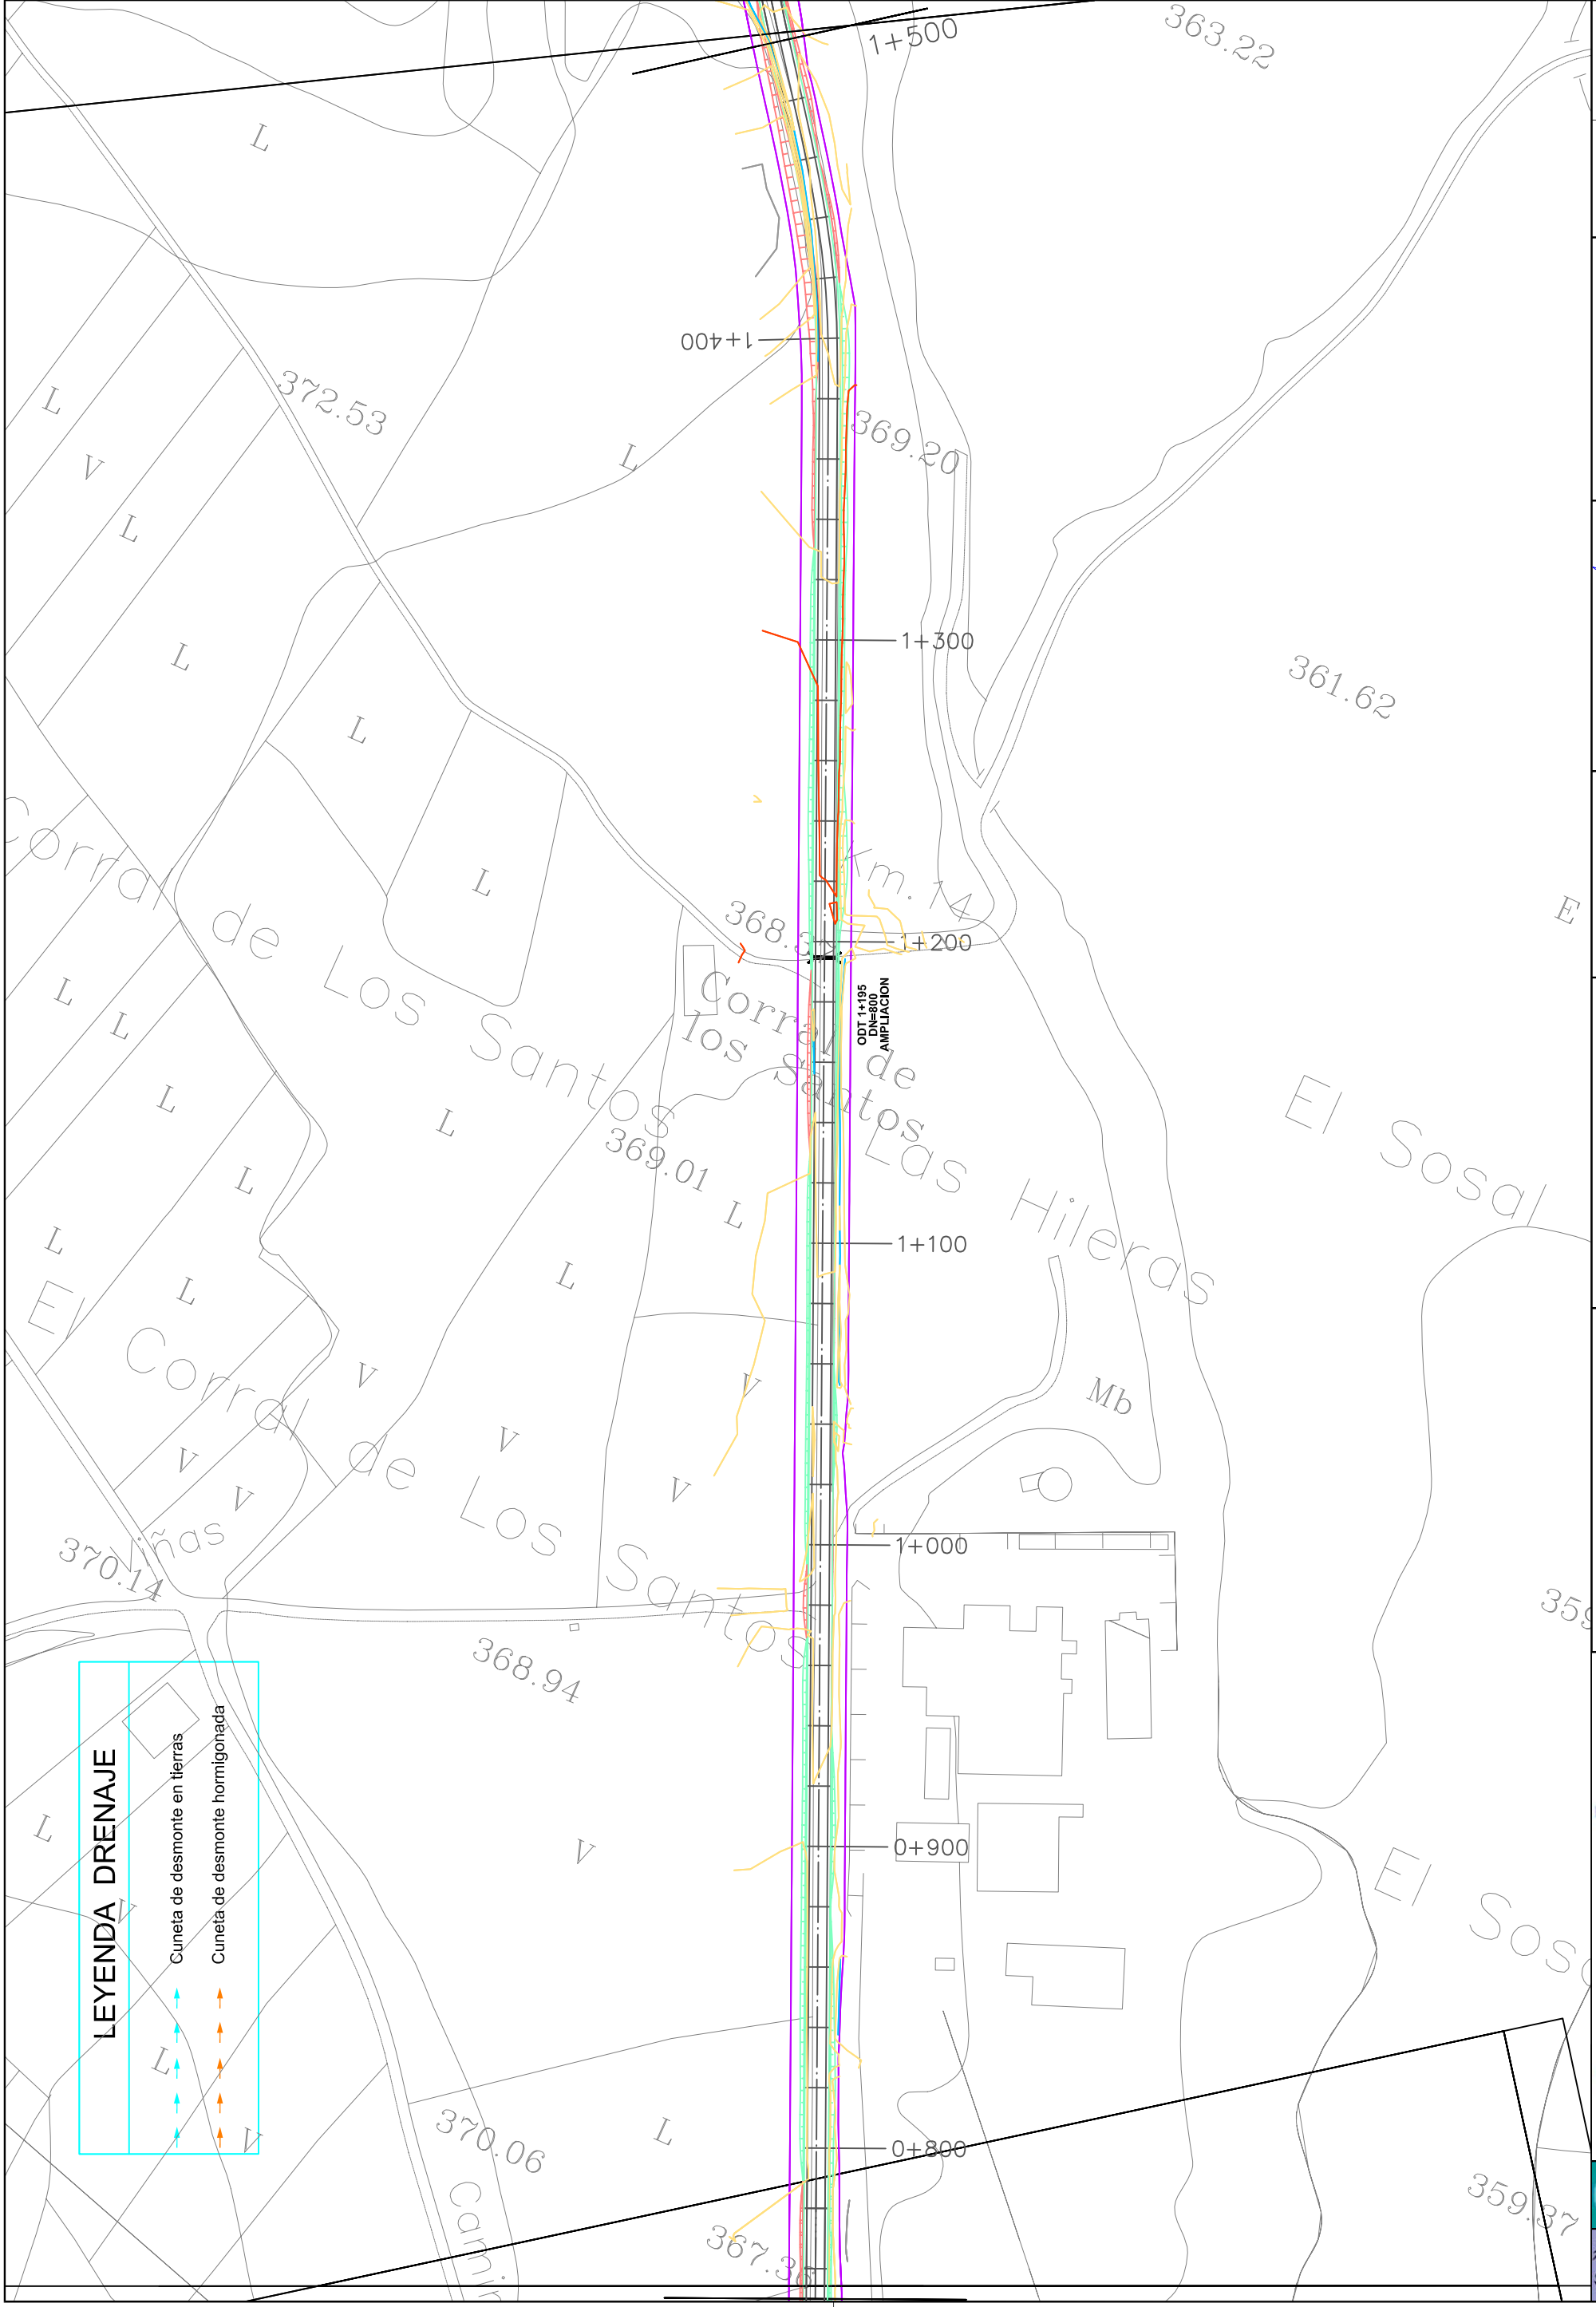 1+500
363.22
L
1+400
372.53
L
V
L
L
369.20
1+300
L
361.62
L
Corral de Los Santos
L
Km. 14
368.3
1+200
E
ODT 1+195
DN=800
AMPLIACION
Corral de
los Santos
L
L
L
L
369.01
L
L
Las Hileras
El Sosal
1+100
L
L
L
El Corral de Los Santos
V
V
V
V
V
V
Mb
Viñas
370.14
1+000
368.94
359
LEYENDA DRENAJE
Cuneta de desmonte en tierras
Cuneta de desmonte hormigonada
L
V
V
0+900
El Sos
L
V
370.06
L
0+800
Camin
367.36
359.37